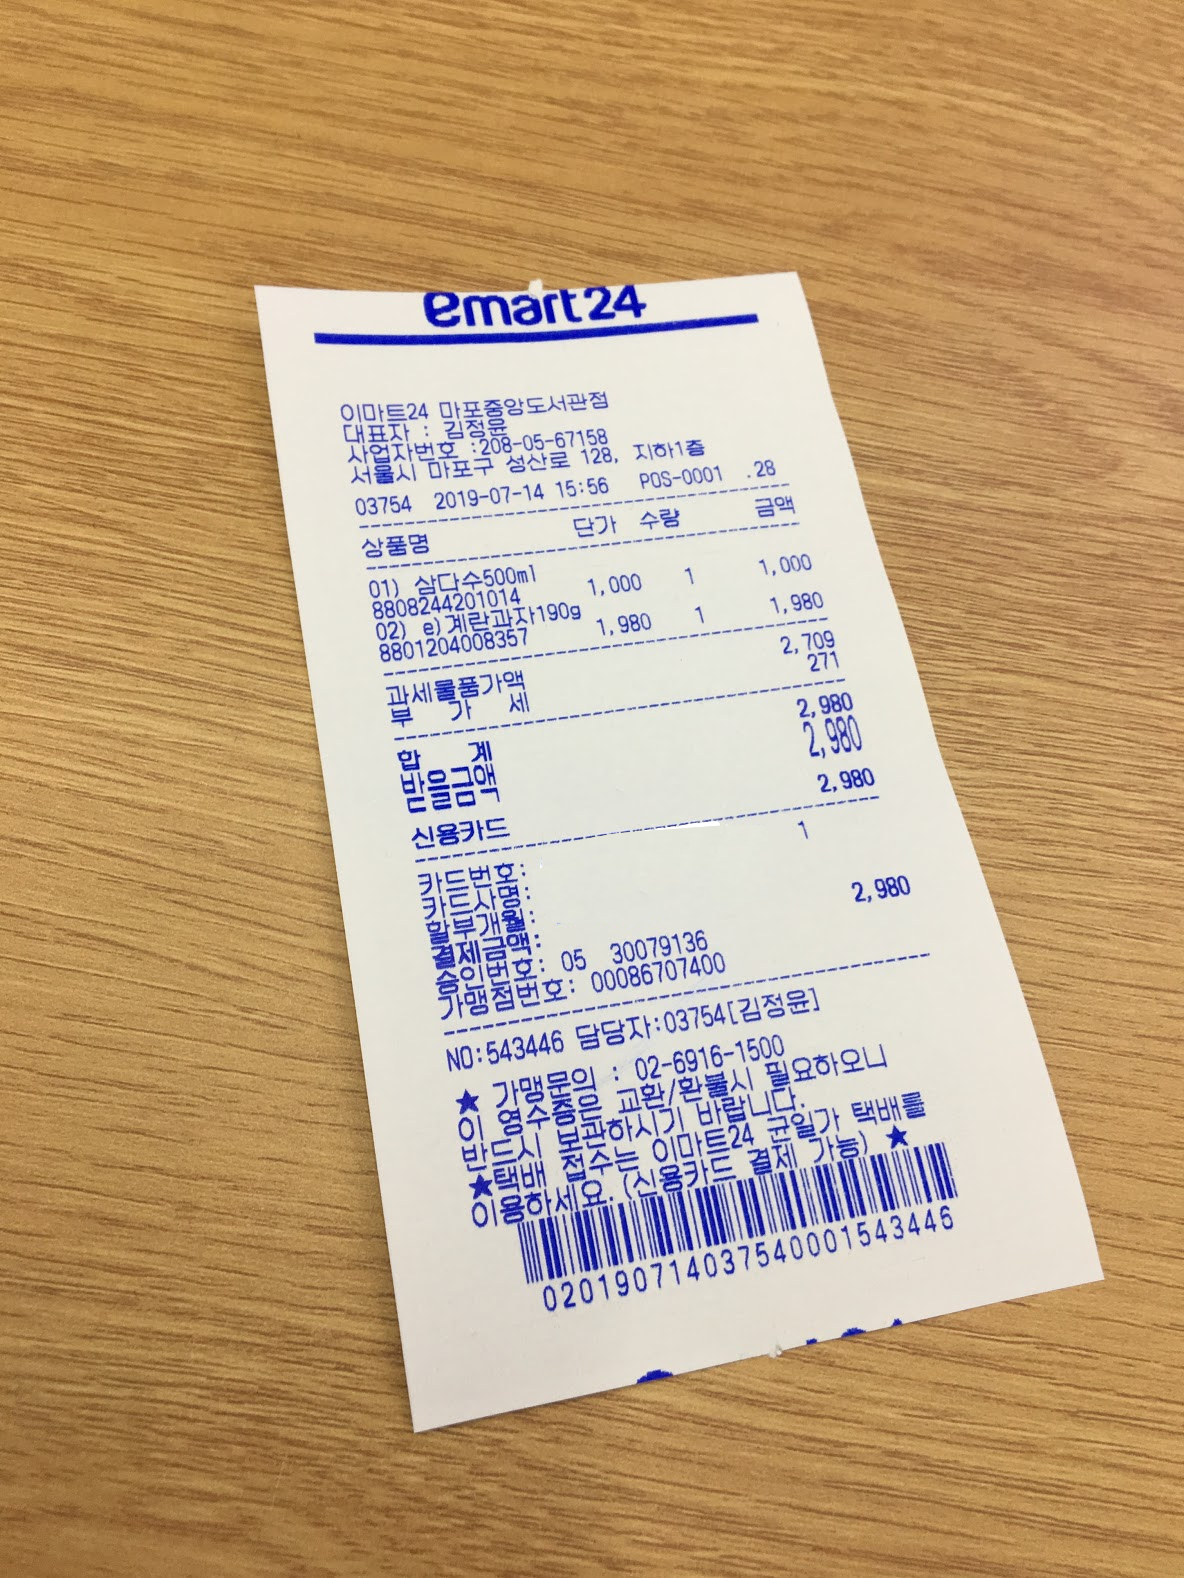 emart24
이마트24 마포중앙도서관점
대표자 : 김정윤
사업자번호 :208-05-67158
서울시 마포구 성산로 128, 지하1층
03754 2019-07-14 15:56 POS-0001 .28
상품명 단가 수량 금액
01) 삼다수500ml
8808244201014 1,000 1 1,000
02) e)계란과자190g
8801204008357 1,980 1 1,980
과세물품가액 2,709
부 가 세 271
합 계 2,980
받을금액 2,980
신용카드 2,980
1
카드번호:
카드사명:
할부개월:
결제금액: 2,980
승인번호: 05 30079136
가맹점번호: 00086707400
NO:543446 담당자:03754[김정윤]
★ 가맹문의 : 02-6916-1500
이 영수증은 교환/환불시 필요하오니
반드시 보관하시기 바랍니다.
★택배 접수는 이마트24 균일가 택배를
이용하세요. (신용카드 결제 가능) ★
020190714037540001543446